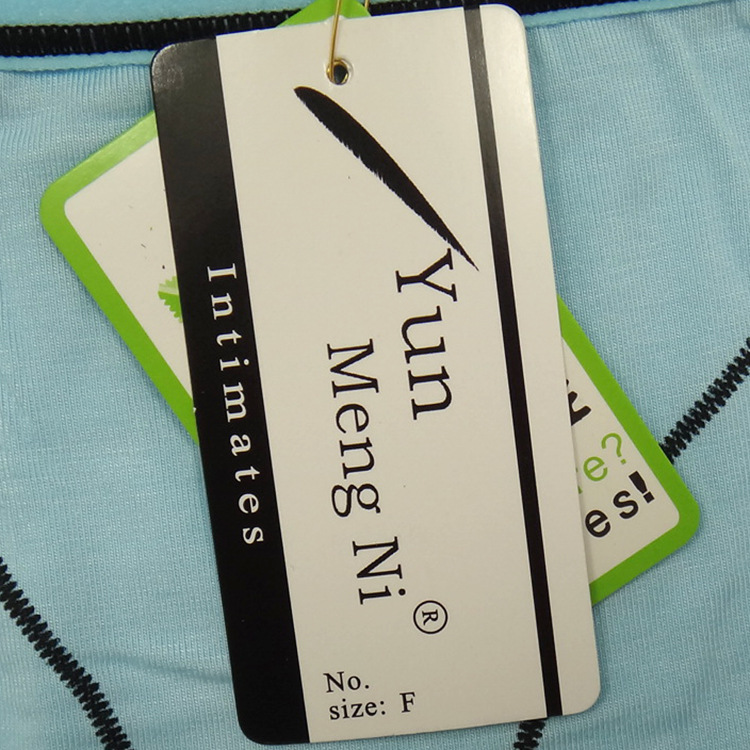 Intimates
Yun
Meng Ni®
No.
size: F
es!